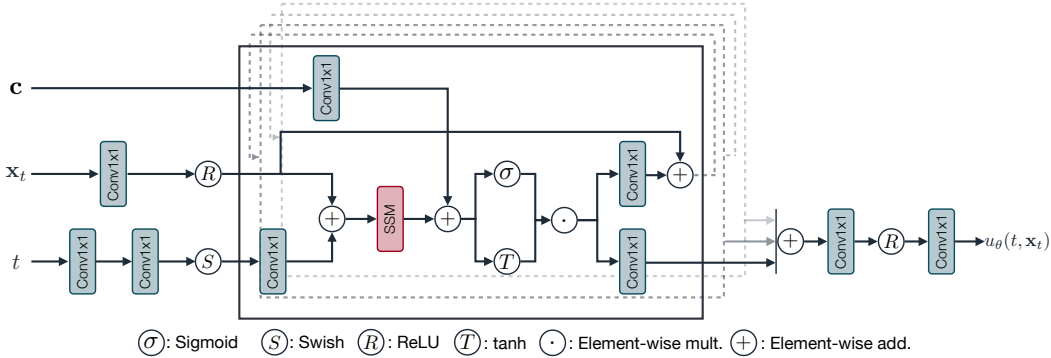 c
Conv1x1
x_t
Conv1x1
R
Conv1x1
σ
+
SSM
+
·
+
T
t
Conv1x1
Conv1x1
S
Conv1x1
Conv1x1
+
Conv1x1
R
Conv1x1
u_θ(t, x_t)
σ : Sigmoid S : Swish R : ReLU T : tanh · : Element-wise mult. + : Element-wise add.